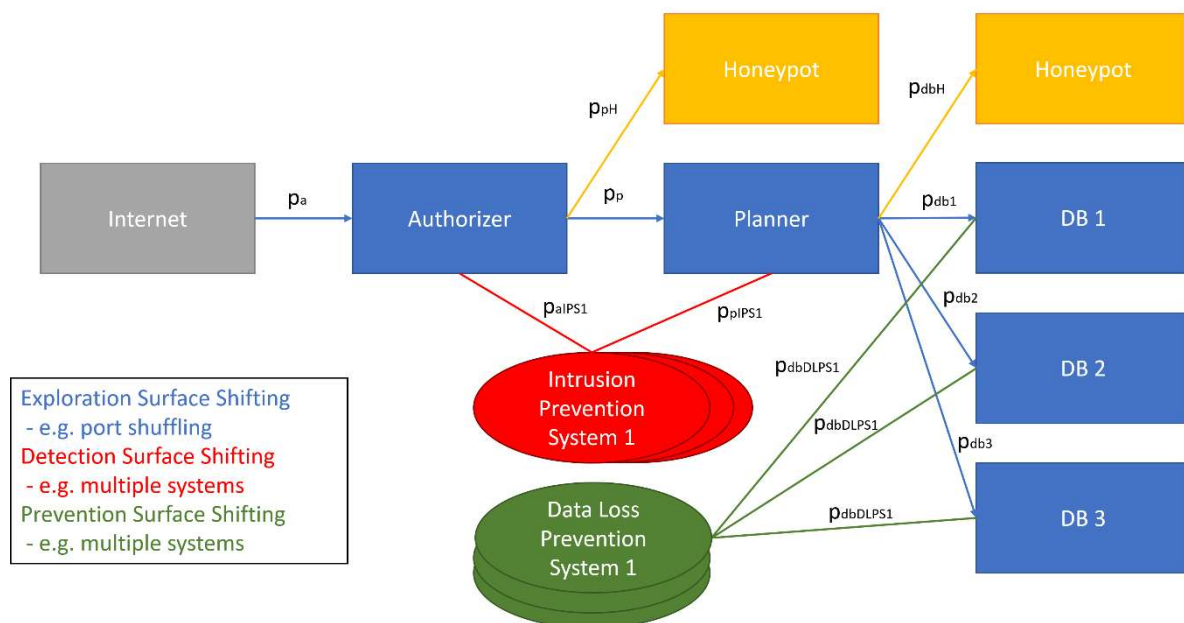 Honeypot
Honeypot
pdbH
ppH
Internet
pa
Authorizer
pp
Planner
pdb1
DB 1
paIPS1
ppIPS1
pdb2
pdbDLPS1
DB 2
Intrusion
Prevention
System 1
pdbDLPS1
pdb3
Exploration Surface Shifting
- e.g. port shuffling
Detection Surface Shifting
- e.g. multiple systems
Prevention Surface Shifting
- e.g. multiple systems
Data Loss
Prevention
System 1
pdbDLPS1
DB 3